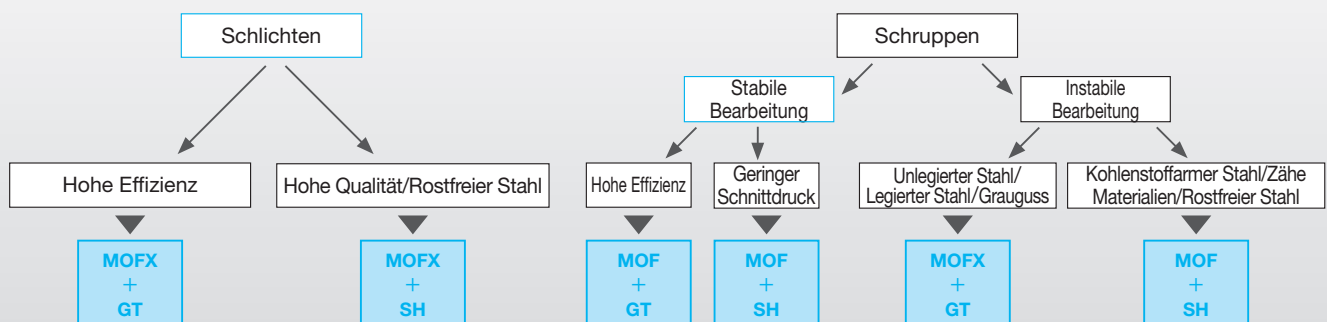 Schlichten
Schruppen
Stabile
Bearbeitung
Instabile
Bearbeitung
Hohe Effizienz
Hohe Qualität/Rostfreier Stahl
Hohe Effizienz
Geringer
Schnittdruck
Unlegierter Stahl/
Legierter Stahl/Grauguss
Kohlenstoffarmer Stahl/Zähe
Materialien/Rostfreier Stahl
MOFX
+
GT
MOFX
+
SH
MOF
+
GT
MOF
+
SH
MOFX
+
GT
MOF
+
SH